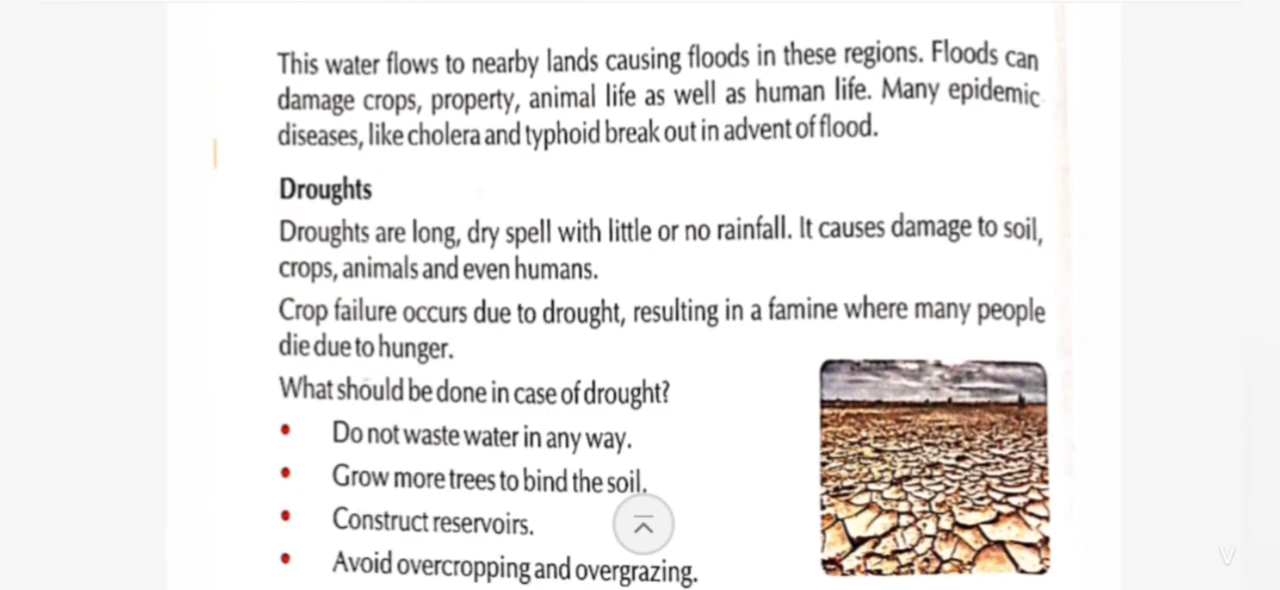 This water flows to nearby lands causing floods in these regions. Floods can
damage crops, property, animal life as well as human life. Many epidemic
diseases, like cholera and typhoid break out in advent of flood.
Droughts
Droughts are long, dry spell with little or no rainfall. It causes damage to soil,
crops, animals and even humans.
Crop failure occurs due to drought, resulting in a famine where many people
die due to hunger.
What should be done in case of drought?
• Do not waste water in any way.
• Grow more trees to bind the soil.
• Construct reservoirs.
• Avoid overcropping and overgrazing.
V